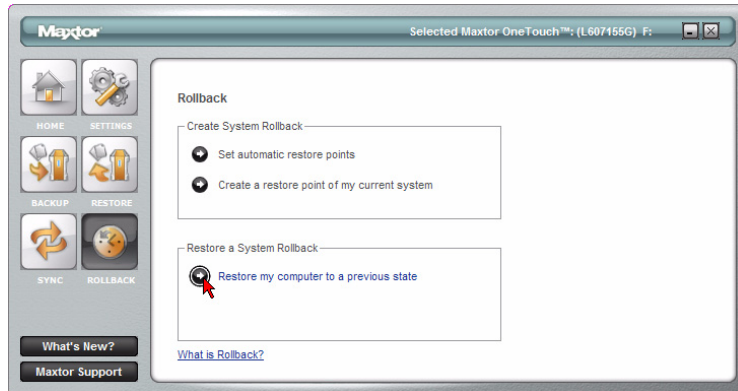 Maxtor
Selected Maxtor OneTouch™: (L607155G) F:
HOME SETTINGS
BACKUP RESTORE
SYNC ROLLBACK
What's New?
Maxtor Support
Rollback
Create System Rollback
Set automatic restore points
Create a restore point of my current system
Restore a System Rollback
Restore my computer to a previous state
What is Rollback?